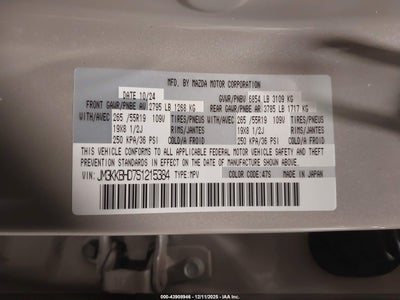 MFD. BY MAZDA MOTOR CORPORATION
DATE 10/24 GVWR/PNBV 6854 LB 3109 KG
FRONT GAWR/PNBE AV 2795 LB 1268 KG REAR GAWR/PNBE AR 3785 LB 1717 KG
WITH/AVEC 265 /55R19 109V TIRES/PNEUS WITH/AVEC 265 /55R19 109V TIRES/PNEUS
19X8 1/2J RIMS/JANTES 19X8 1/2J RIMS/JANTES
250 KPA/36 PSI COLD/A FROID 250 KPA/36 PSI COLD/A FROID
THIS VEHICLE CONFORMS TO ALL APPLICABLE FEDERAL MOTOR VEHICLE
SAFETY, BUMPER, AND THEFT PREVENTION STANDARDS IN EFFECT ON
THE DATE OF MANUFACTURE SHOWN ABOVE.
VIN: JM3KKBHD7S1215384 TYPE: MPV COLOR CODE: 47S MADE IN JAPAN
000-43908946 - 12/11/2025 - IAA Inc.